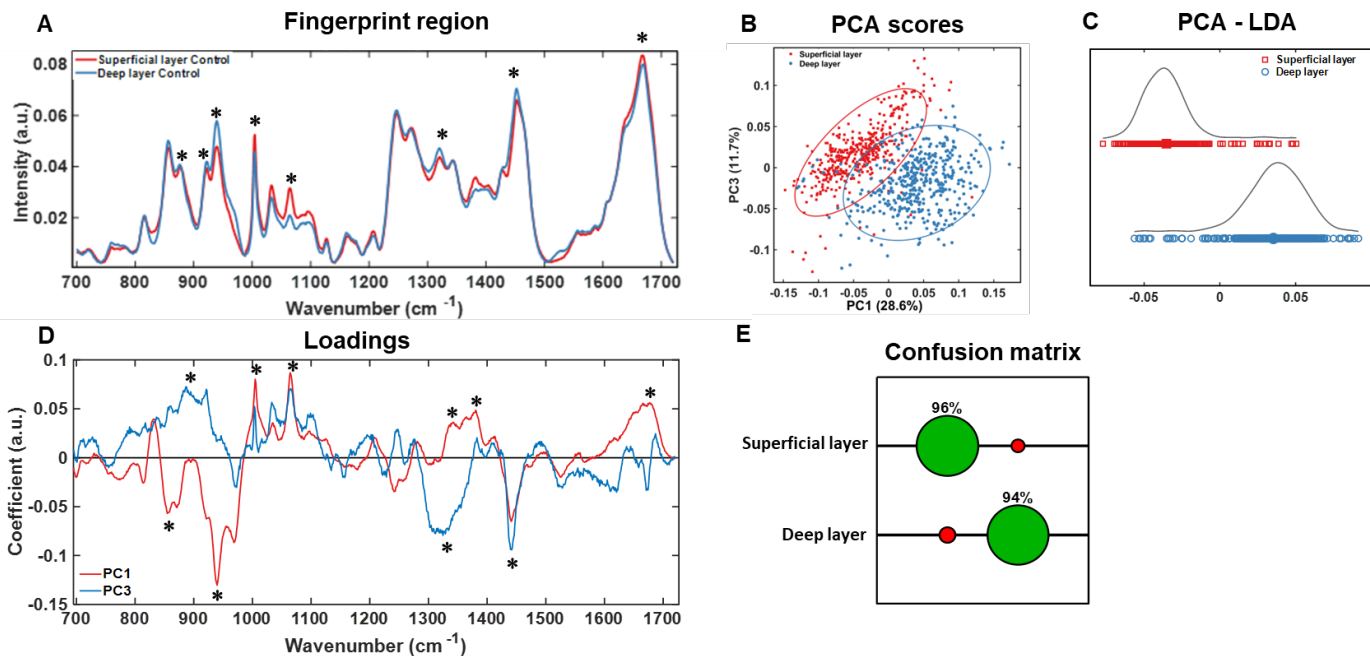 A
Fingerprint region
Superficial layer Control
Deep layer Control
* * * * * * * * *
0.08
0.06
0.04
0.02
Intensity (a.u.)
700 800 900 1000 1100 1200 1300 1400 1500 1600 1700
Wavenumber (cm -1)
B
PCA scores
Superficial layer
Deep layer
0.1
0.05
0
-0.05
-0.1
PC3 (11.7%)
-0.15 -0.1 -0.05 0 0.05 0.1 0.15
PC1 (28.6%)
C
PCA - LDA
Superficial layer
Deep layer
-0.05 0 0.05
D
Loadings
0.1
0.05
0
-0.05
-0.1
-0.15
Coefficient (a.u.)
* * * * * *
* * * *
PC1
PC3
700 800 900 1000 1100 1200 1300 1400 1500 1600 1700
Wavenumber (cm -1)
E
Confusion matrix
96%
Superficial layer
94%
Deep layer